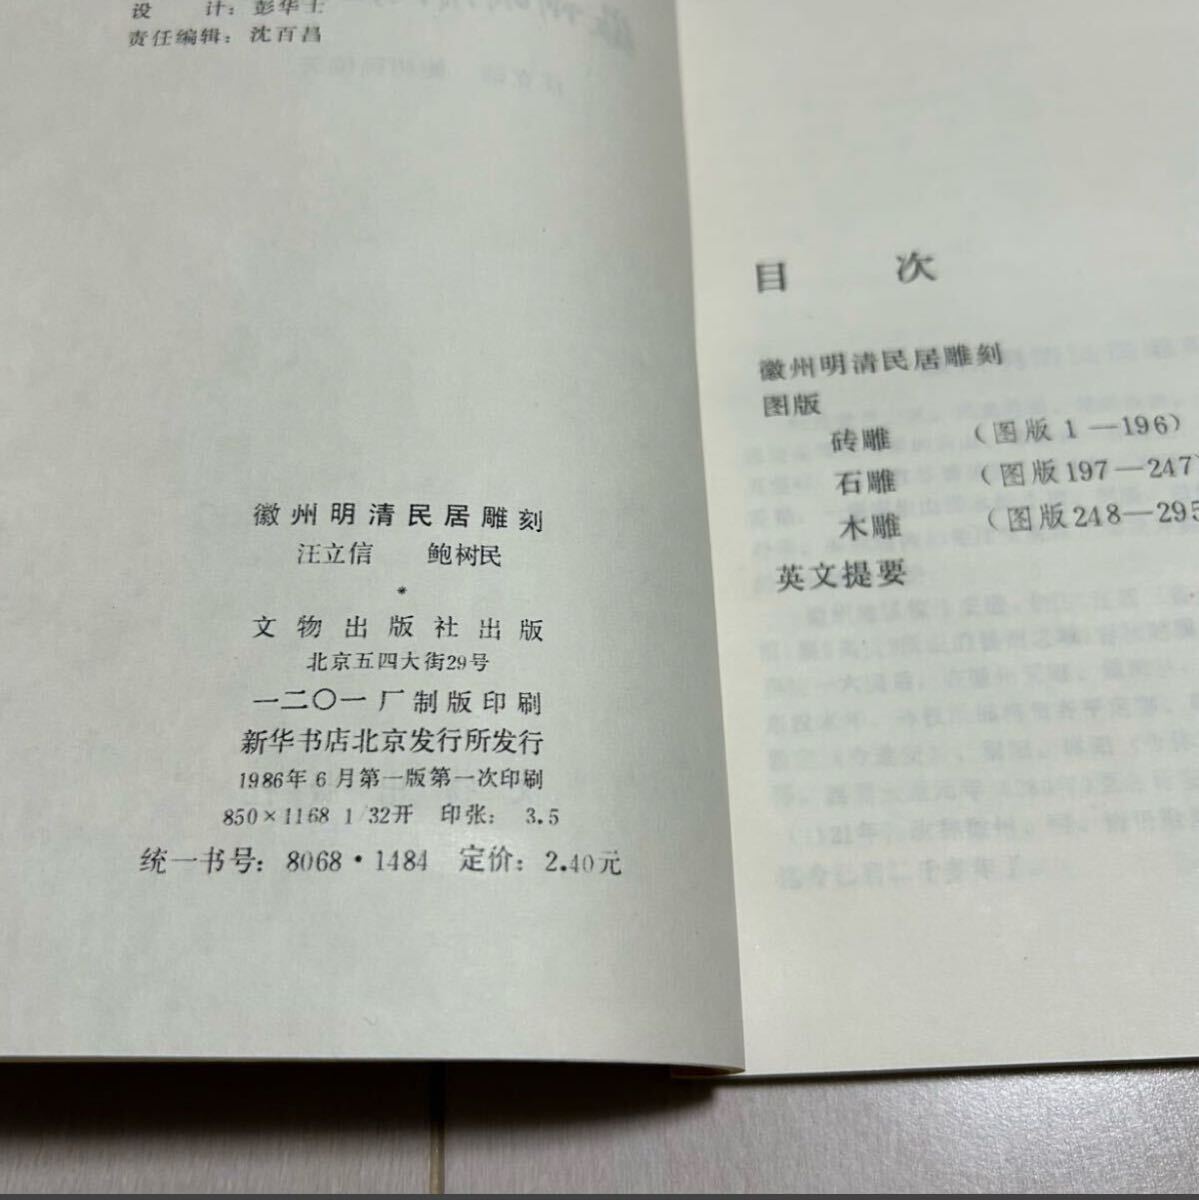 设　计：彭华士
责任编辑：沈百昌
徽州明清民居雕刻
汪立信　鲍树民
*
文物出版社出版
北京五四大街29号
一二〇一厂制版印刷
新华书店北京发行所发行
1986年6月第一版第一次印刷
850×1168 1/32开　印张：3.5
统一书号：8068·1484　定价：2.40元
目　次
徽州明清民居雕刻
图版
砖雕　（图版1—196）
石雕　（图版197—247）
木雕　（图版248—295
英文提要